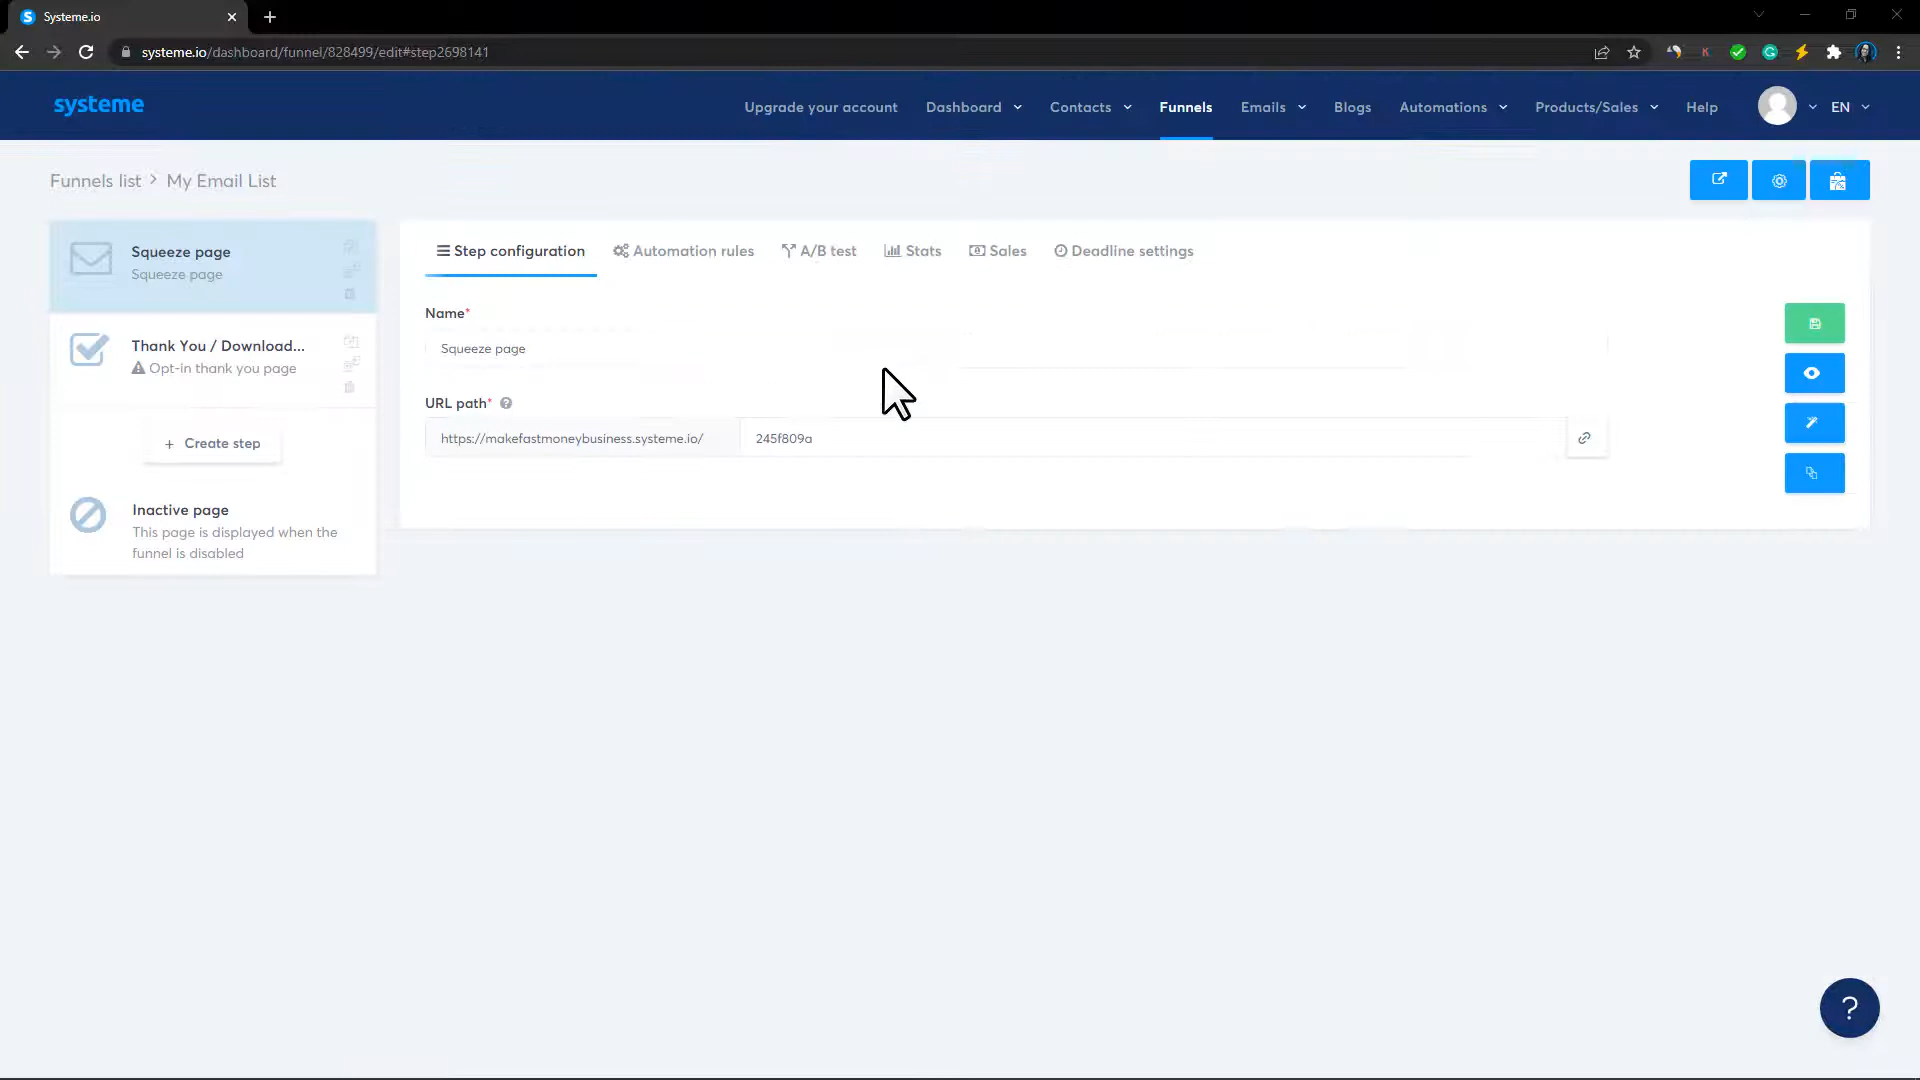 Systeme.io
systeme.io/dashboard/funnel/828499/edit#step2698141
systeme
Upgrade your account
Dashboard
Contacts
Funnels
Emails
Blogs
Automations
Products/Sales
Help
EN
Funnels list > My Email List
Squeeze page
Squeeze page
Thank You / Download...
Opt-in thank you page
+ Create step
Inactive page
This page is displayed when the
funnel is disabled
Step configuration
Automation rules
A/B test
Stats
Sales
Deadline settings
Name*
Squeeze page
URL path* ?
https://makefastmoneybusiness.systeme.io/
245f809a
?